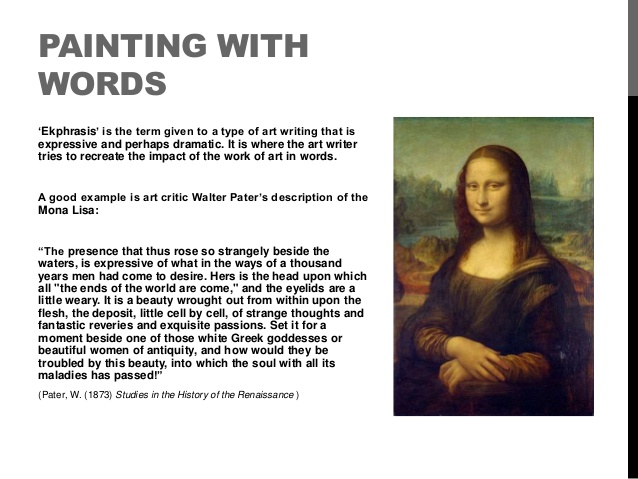 PAINTING WITH
WORDS
‘Ekphrasis’ is the term given to a type of art writing that is
expressive and perhaps dramatic. It is where the art writer
tries to recreate the impact of the work of art in words.
A good example is art critic Walter Pater’s description of the
Mona Lisa:
“The presence that thus rose so strangely beside the
waters, is expressive of what in the ways of a thousand
years men had come to desire. Hers is the head upon which
all "the ends of the world are come," and the eyelids are a
little weary. It is a beauty wrought out from within upon the
flesh, the deposit, little cell by cell, of strange thoughts and
fantastic reveries and exquisite passions. Set it for a
moment beside one of those white Greek goddesses or
beautiful women of antiquity, and how would they be
troubled by this beauty, into which the soul with all its
maladies has passed!”
(Pater, W. (1873) Studies in the History of the Renaissance )